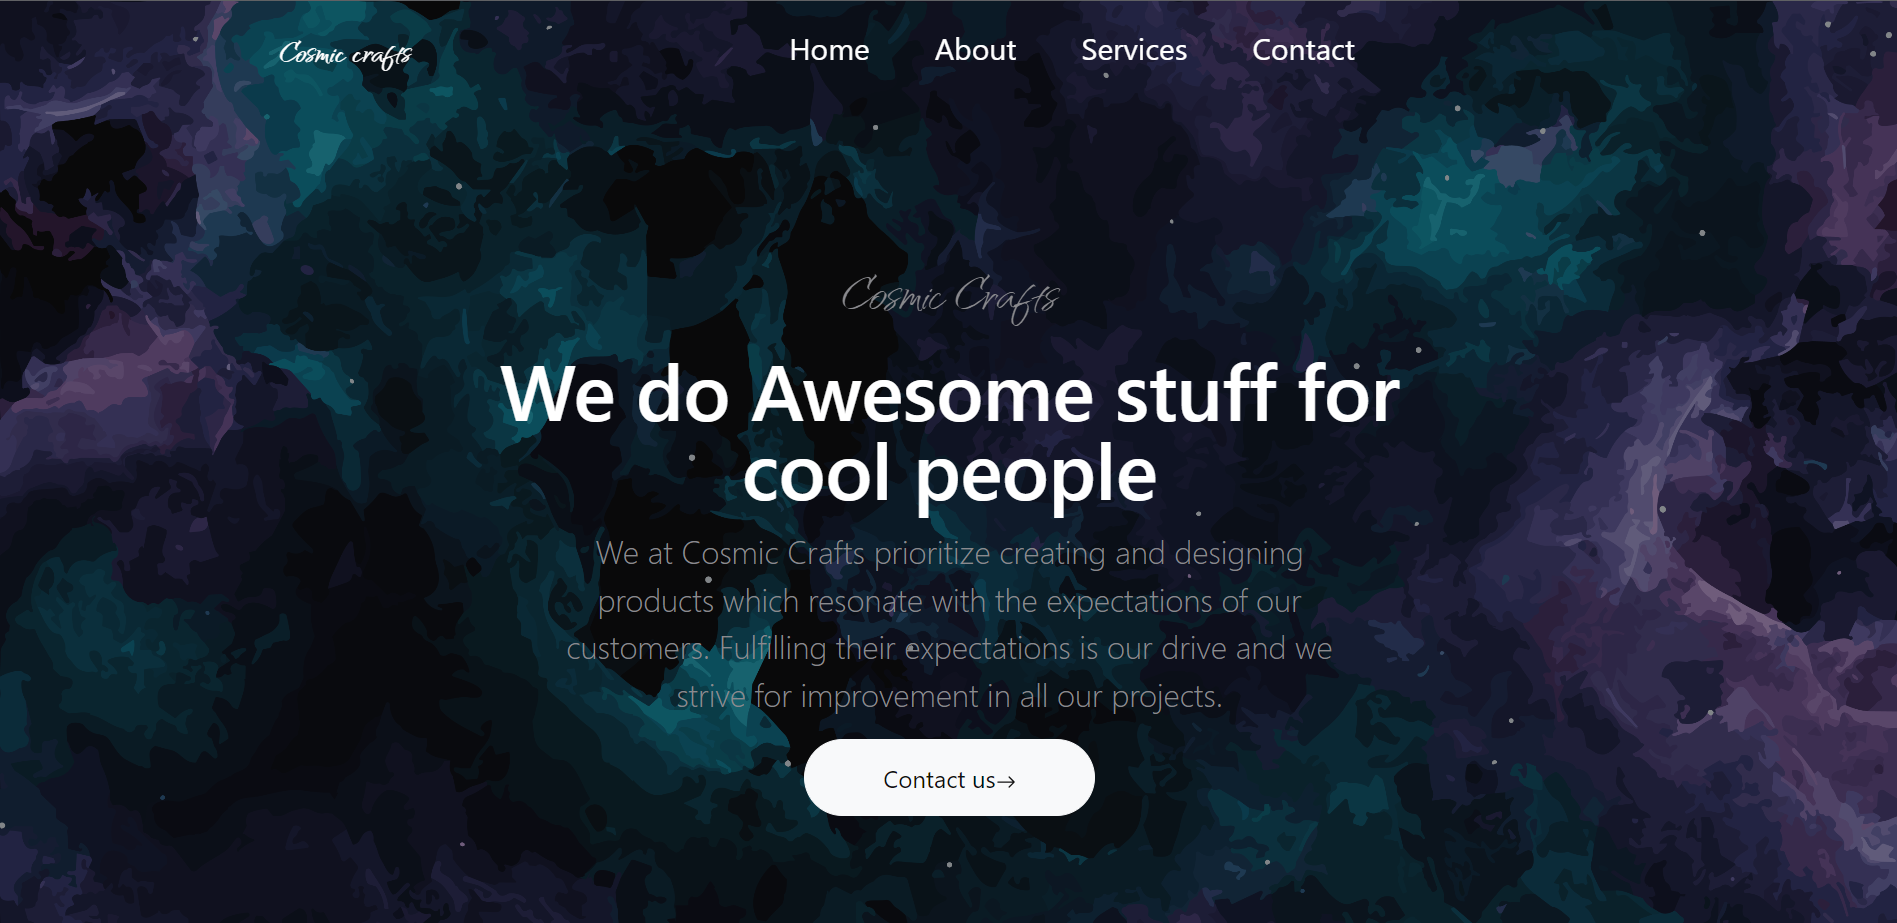 Cosmic crafts
Home About Services Contact
Cosmic Crafts
We do Awesome stuff for
cool people
We at Cosmic Crafts prioritize creating and designing
products which resonate with the expectations of our
customers. Fulfilling their expectations is our drive and we
strive for improvement in all our projects.
Contact us→